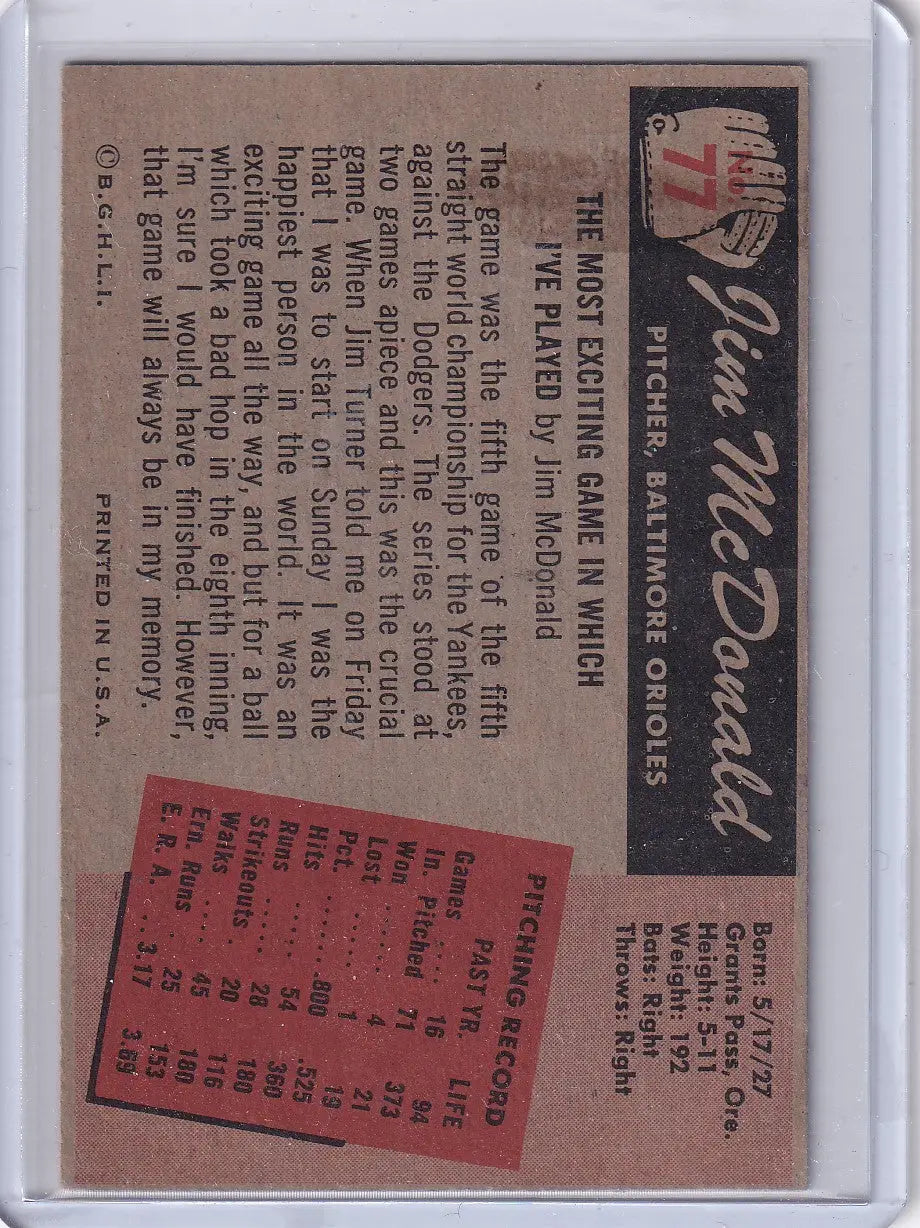 No.
77
Jim McDonald
PITCHER, BALTIMORE ORIOLES
Born: 5/17/27
Grants Pass, Ore.
Height: 5-11
Weight: 192
Bats: Right
Throws: Right
THE MOST EXCITING GAME IN WHICH
I'VE PLAYED by Jim McDonald
The game was the fifth game of the fifth
straight world championship for the Yankees,
against the Dodgers. The series stood at
two games apiece and this was the crucial
game. When Jim Turner told me on Friday
that I was to start on Sunday I was the
happiest person in the world. It was an
exciting game all the way, and but for a ball
which took a bad hop in the eighth inning,
I'm sure I would have finished. However,
that game will always be in my memory.
© B.G.H.L.I. PRINTED IN U.S.A.
PITCHING RECORD
PAST YR. LIFE
Games .... 16 94
In. Pitched 71 373
Won ...... 4 21
Lost ..... 1 19
Pct. ...... .800 .525
Hits ...... 54 360
Runs ..... 28 180
Strikeouts . 20 116
Walks .... 45 180
Ern. Runs . 25 153
E. R. A. ... 3.17 3.69